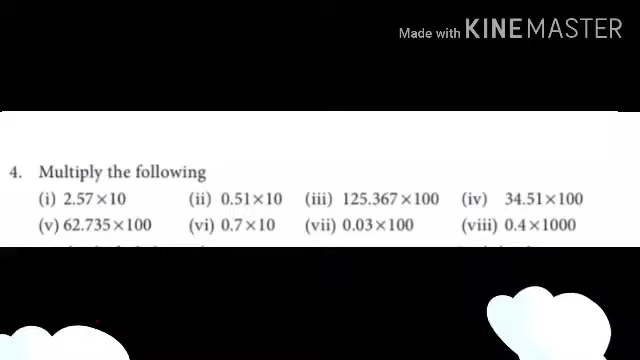 Made with KINEMASTER
4. Multiply the following
(i) 2.57×10 (ii) 0.51×10 (iii) 125.367×100 (iv) 34.51×100
(v) 62.735×100 (vi) 0.7×10 (vii) 0.03×100 (viii) 0.4×1000